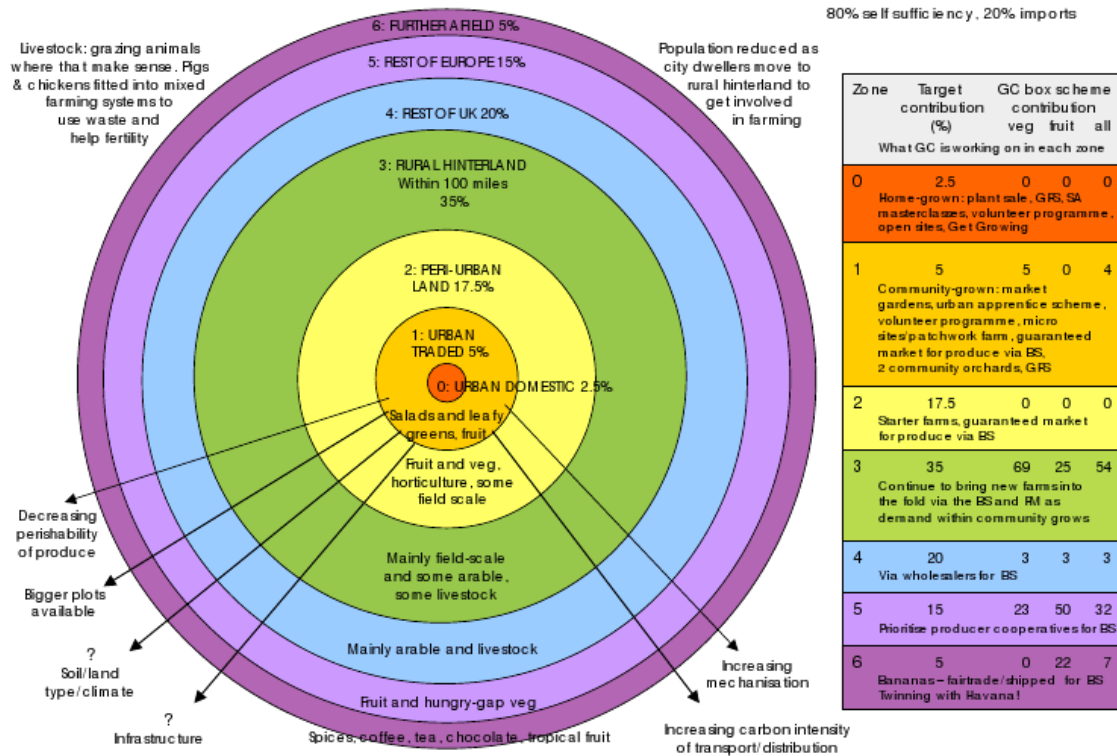 80% self sufficiency, 20% imports
Livestock: grazing animals
where that make sense. Pigs
& chickens fitted into mixed
farming systems to
use waste and
help fertility
Population reduced as
city dwellers move to
rural hinterland to
get involved
in farming
6: FURTHER AFIELD 5%
5: REST OF EUROPE 15%
4: REST OF UK 20%
3: RURAL HINTERLAND
Within 100 miles
35%
2: PERI-URBAN
LAND 17.5%
1: URBAN
TRADED 5%
0: URBAN DOMESTIC 2.5%
Salads and leafy
greens, fruit
Fruit and veg,
horticulture, some
field scale
Mainly field-scale
and some arable,
some livestock
Mainly arable and livestock
Fruit and hungry-gap veg
Spices, coffee, tea, chocolate, tropical fruit
Decreasing
perishability
of produce
Bigger plots
available
?
Soil/land
type/climate
?
Infrastructure
Increasing
mechanisation
Increasing carbon intensity
of transport/distribution
Zone Target GC box scheme
contribution contribution
(%) veg fruit all
What GC is working on in each zone
0 2.5 0 0 0
Home-grown: plant sale, GRS, SA
masterclasses, volunteer programme,
open sites, Get Growing
1 5 5 0 4
Community-grown: market
gardens, urban apprentice scheme,
volunteer programme, micro
sites/patchwork farm, guaranteed
market for produce via BS,
2 community orchards, GRS
2 17.5 0 0 0
Starter farms, guaranteed market
for produce via BS
3 35 69 25 54
Continue to bring new farms into
the fold via the BS and FM as
demand within community grows
4 20 3 3 3
Via wholesalers for BS
5 15 23 50 32
Prioritise producer cooperatives for BS
6 5 0 22 7
Bananas – fairtrade/shipped for BS
Twinning with Havana!